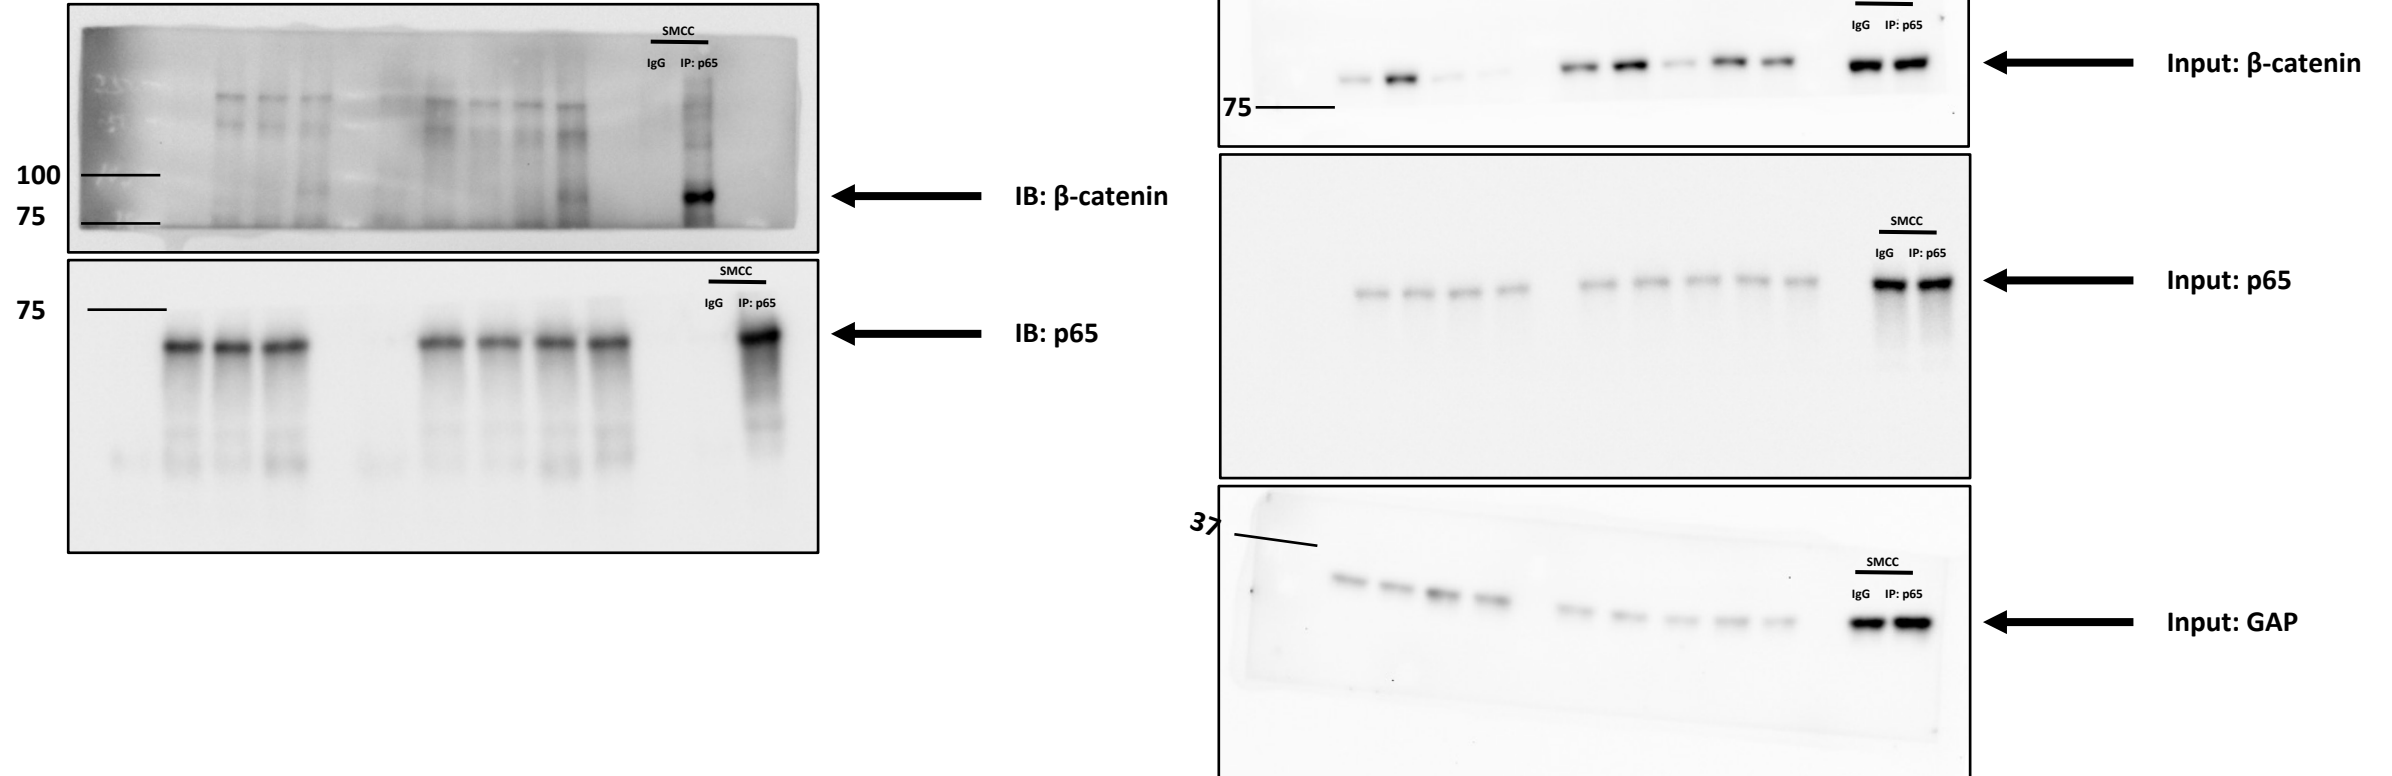 SMCC
IgG IP: p65
100
75
IB: β-catenin
SMCC
IgG IP: p65
75
IB: p65
IgG IP: p65
75
Input: β-catenin
SMCC
IgG IP: p65
Input: p65
37
SMCC
IgG IP: p65
Input: GAP